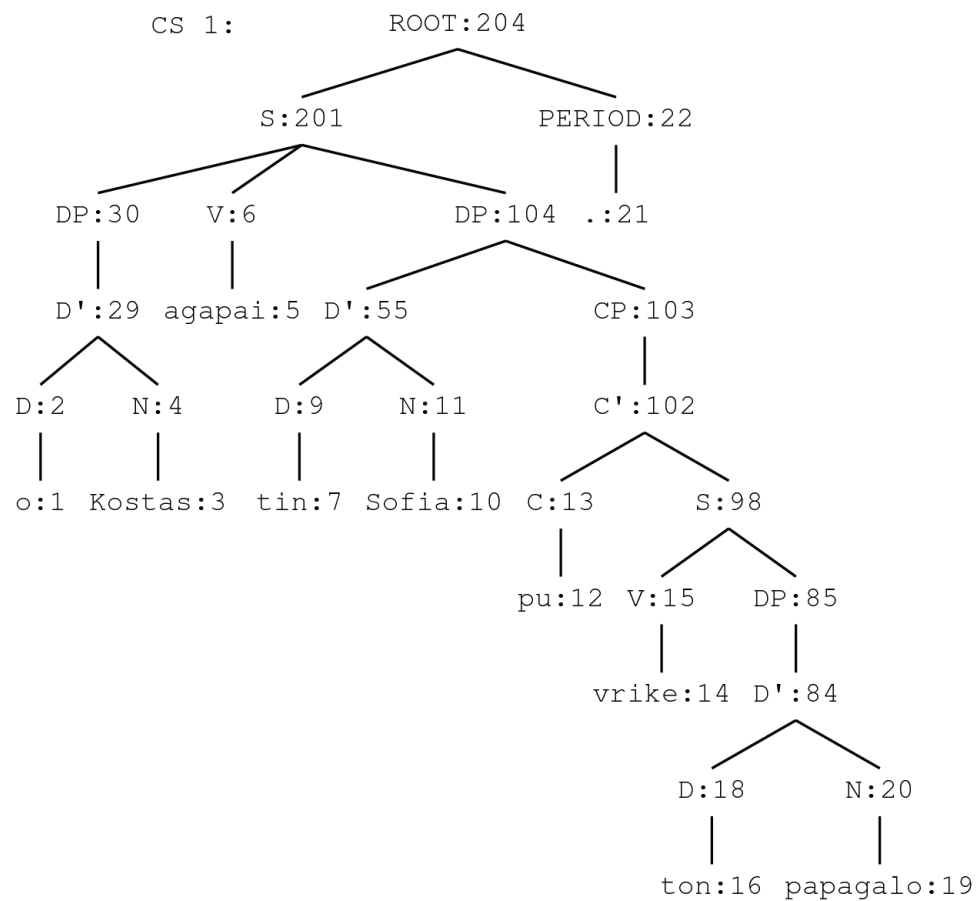 CS 1: ROOT:204
S:201 PERIOD:22
DP:30 V:6 DP:104 .:21
D':29 agapai:5 D':55 CP:103
D:2 N:4 D:9 N:11 C':102
o:1 Kostas:3 tin:7 Sofia:10 C:13 S:98
pu:12 V:15 DP:85
vrike:14 D':84
D:18 N:20
ton:16 papagalo:19